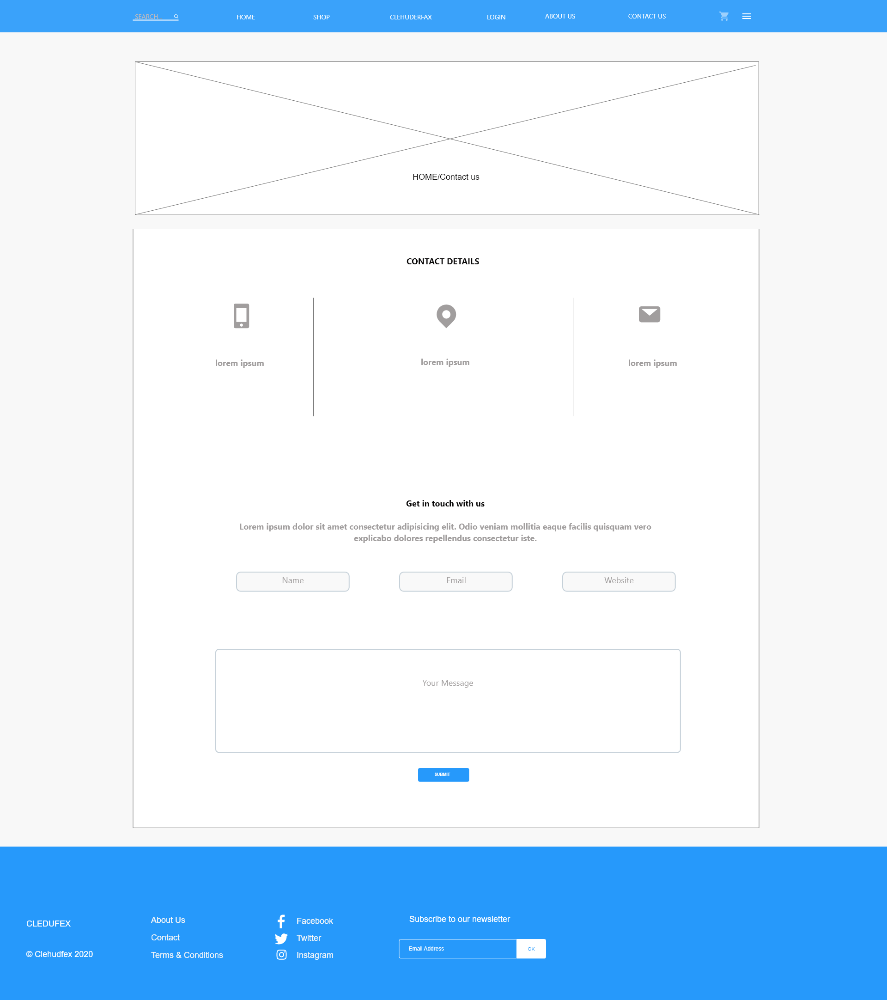 SEARCH
HOME
SHOP
CLEHUDERFAX
LOGIN
ABOUT US
CONTACT US
HOME/Contact us
CONTACT DETAILS
lorem ipsum
lorem ipsum
lorem ipsum
Get in touch with us
Lorem ipsum dolor sit amet consectetur adipisicing elit. Odio veniam mollitia eaque facilis quisquam vero
explicabo dolores repellendus consectetur iste.
Name
Email
Website
Your Message
SUBMIT
CLEDUFEX
© Clehudfex 2020
About Us
Contact
Terms & Conditions
Facebook
Twitter
Instagram
Subscribe to our newsletter
Email Address
OK